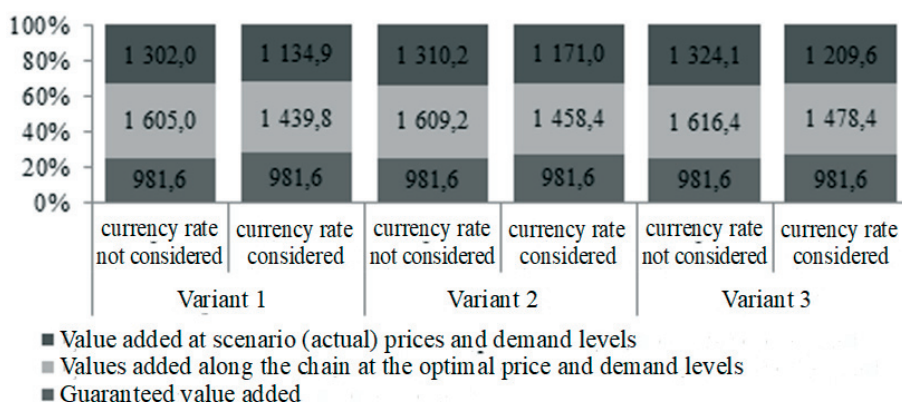 100%
80%
60%
40%
20%
0%
1 302,0 1 134,9 1 310,2 1 171,0 1 324,1 1 209,6
1 605,0 1 439,8 1 609,2 1 458,4 1 616,4 1 478,4
981,6 981,6 981,6 981,6 981,6 981,6
currency rate currency rate currency rate currency rate currency rate currency rate
not considered considered not considered considered not considered considered
Variant 1 Variant 2 Variant 3
Value added at scenario (actual) prices and demand levels
Values added along the chain at the optimal price and demand levels
Guaranteed value added